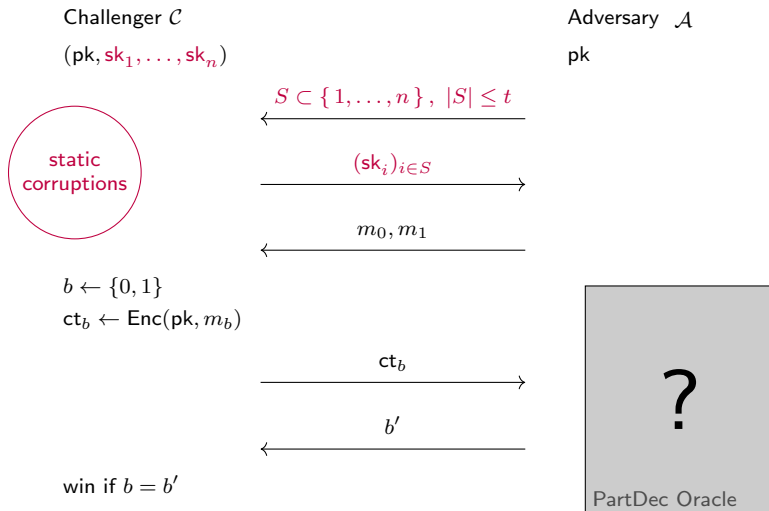 Challenger 𝒞
Adversary 𝒜
(pk, sk₁, . . . , skₙ)
pk
S ⊂ { 1, . . . , n } , |S| ≤ t
static
corruptions
(skᵢ)ᵢ∈S
m₀, m₁
b ← {0, 1}
ct_b ← Enc(pk, m_b)
ct_b
?
b′
win if b = b′
PartDec Oracle